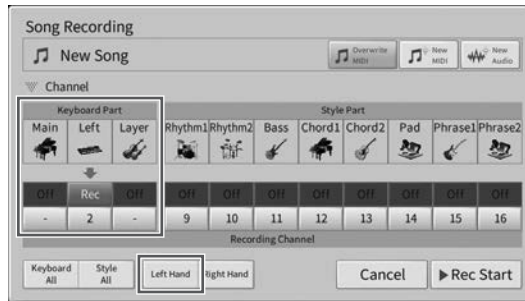 Song Recording
New Song
Overwrite MIDI
New MIDI
New Audio
Channel
Keyboard Part
Style Part
Main Left Layer Rhythm1 Rhythm2 Bass Chord1 Chord2 Pad Phrase1 Phrase2
Off Rec Off Off Off Off Off Off Off Off Off
- 2 - 9 10 11 12 13 14 15 16
Recording Channel
Keyboard All
Style All
Left Hand
Right Hand
Cancel
Rec Start